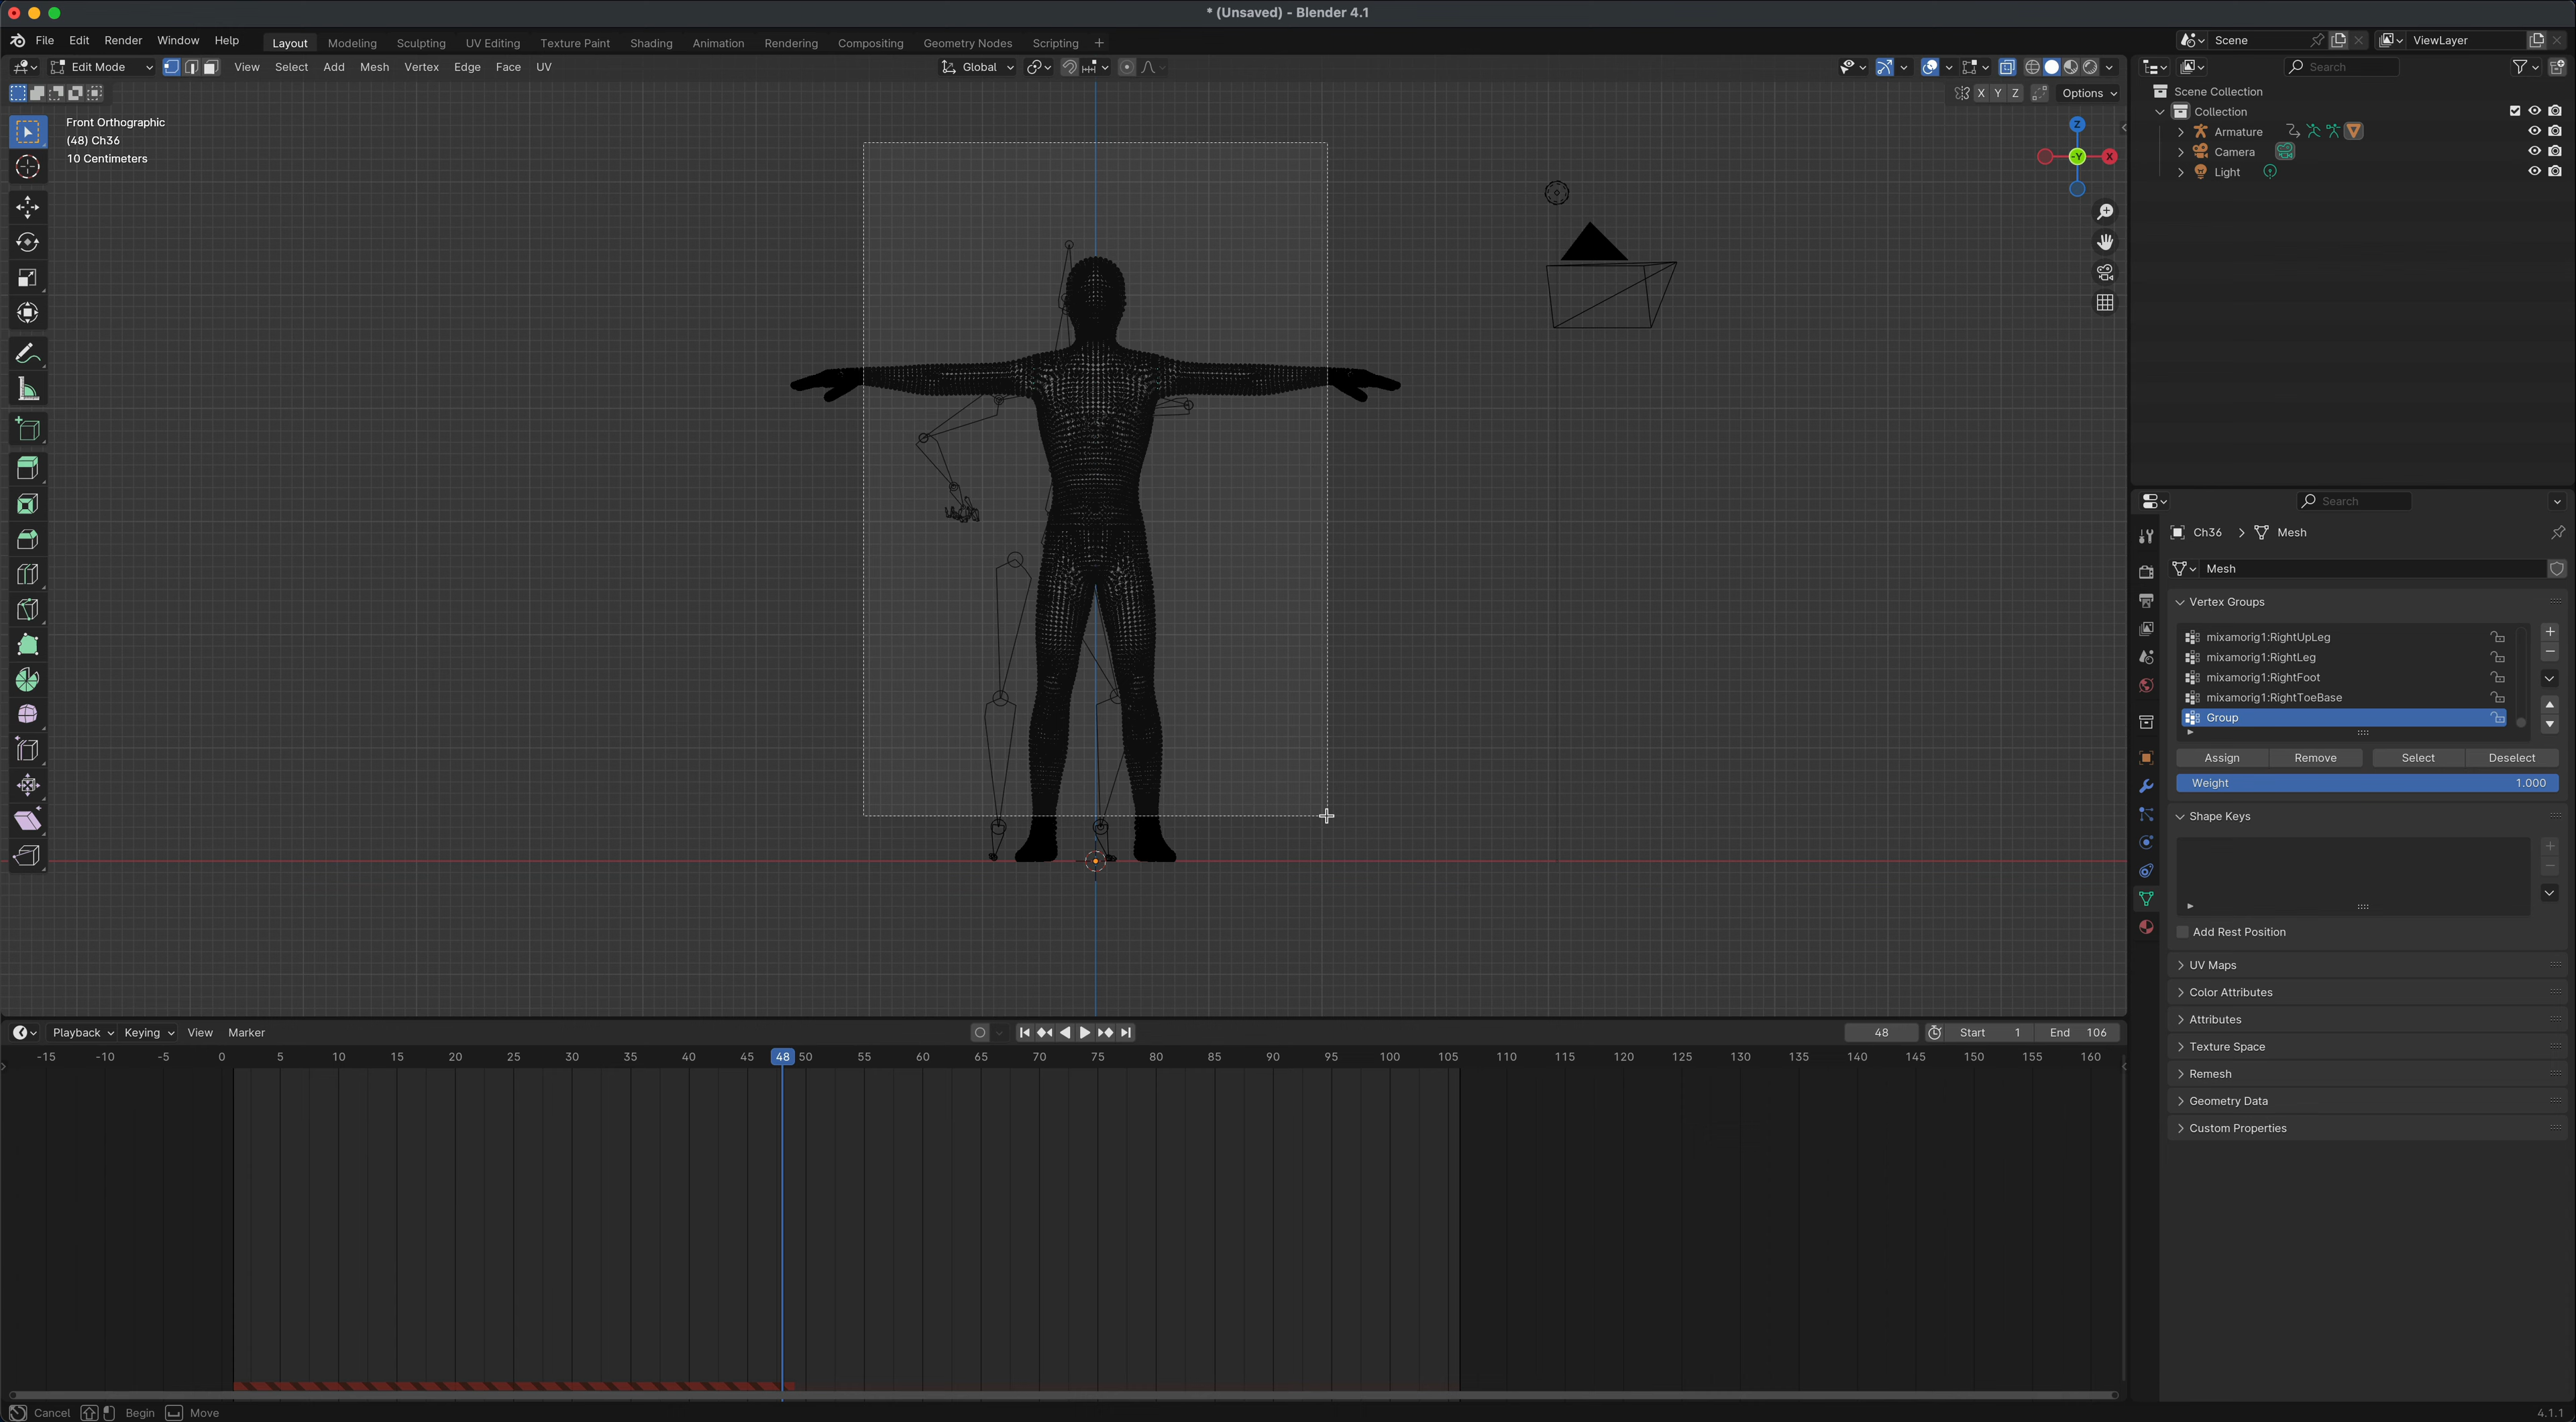 * (Unsaved) - Blender 4.1
File Edit Render Window Help Layout Modeling Sculpting UV Editing Texture Paint Shading Animation Rendering Compositing Geometry Nodes Scripting + Scene ViewLayer
Edit Mode View Select Add Mesh Vertex Edge Face UV Global Search
X Y Z Options
Scene Collection
Collection
Armature
Camera
Light
Front Orthographic
(48) Ch36
10 Centimeters
Z
-Y X
Search
Ch36 > Mesh
Mesh
Vertex Groups
mixamorig1:RightUpLeg
mixamorig1:RightLeg
mixamorig1:RightFoot
mixamorig1:RightToeBase
Group
Assign Remove Select Deselect
Weight 1.000
Shape Keys
Add Rest Position
UV Maps
Color Attributes
Attributes
Texture Space
Remesh
Geometry Data
Custom Properties
Playback Keying View Marker 48 Start 1 End 106
-15 -10 -5 0 5 10 15 20 25 30 35 40 45 48 50 55 60 65 70 75 80 85 90 95 100 105 110 115 120 125 130 135 140 145 150 155 160
Cancel Begin Move 4.1.1